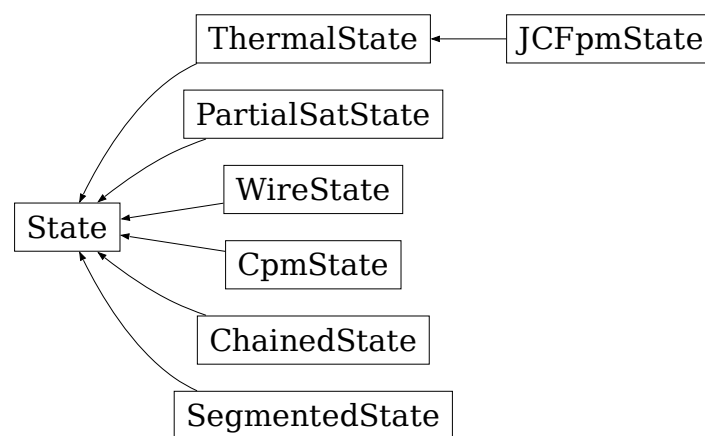 ThermalState
JCFpmState
PartialSatState
WireState
State
CpmState
ChainedState
SegmentedState